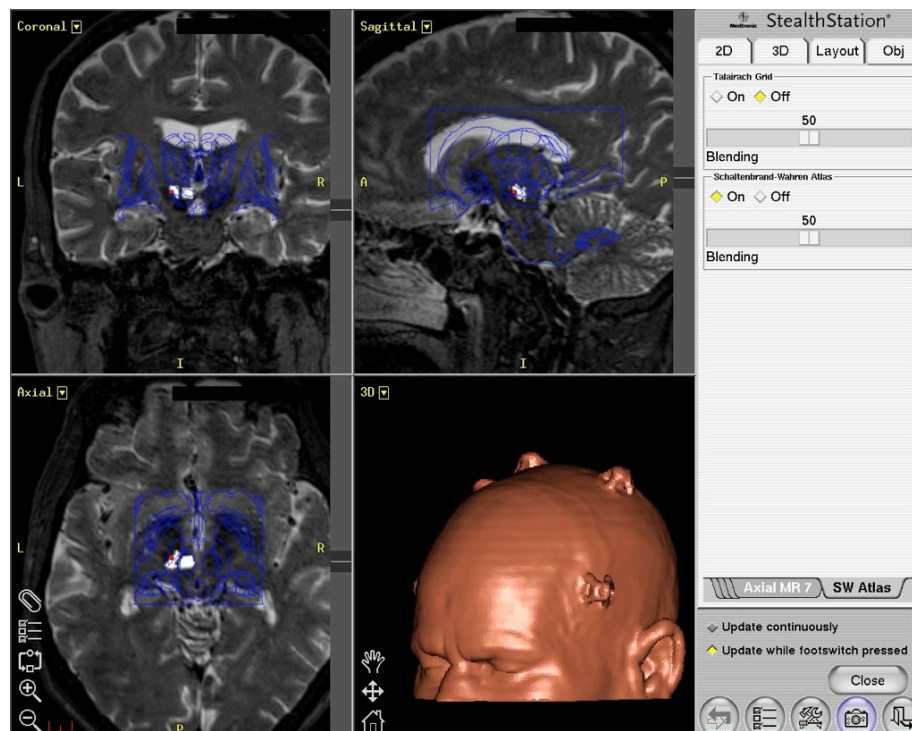 Coronal
L
R
I
Sagittal
A
P
I
Axial
L
R
P
3D
Medtronic
StealthStation®
2D
3D
Layout
Obj
Talairach Grid
On
Off
50
Blending
Schaltenbrand-Wahren Atlas
On
Off
50
Blending
Axial MR 7
SW Atlas
Update continuously
Update while footswitch pressed
Close